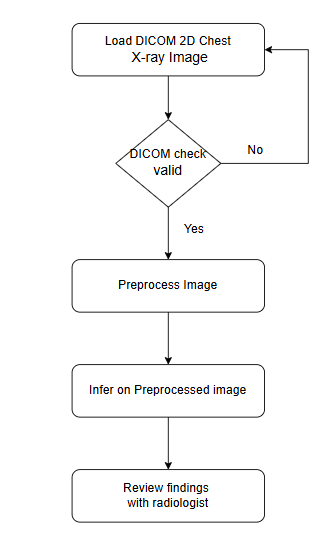 Load DICOM 2D Chest
X-ray Image
DICOM check
valid
No
Yes
Preprocess Image
Infer on Preprocessed image
Review findings
with radiologist